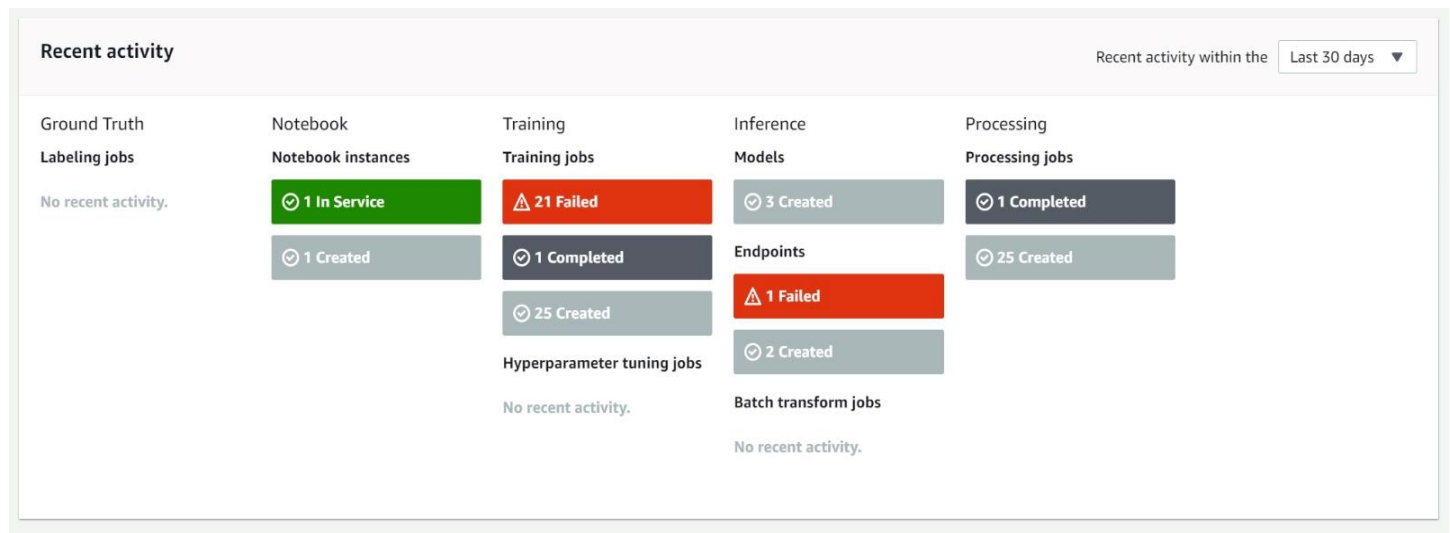 Recent activity
Recent activity within the Last 30 days
Ground Truth
Labeling jobs
No recent activity.
Notebook
Notebook instances
1 In Service
1 Created
Training
Training jobs
21 Failed
1 Completed
25 Created
Hyperparameter tuning jobs
No recent activity.
Inference
Models
3 Created
Endpoints
1 Failed
2 Created
Batch transform jobs
No recent activity.
Processing
Processing jobs
1 Completed
25 Created